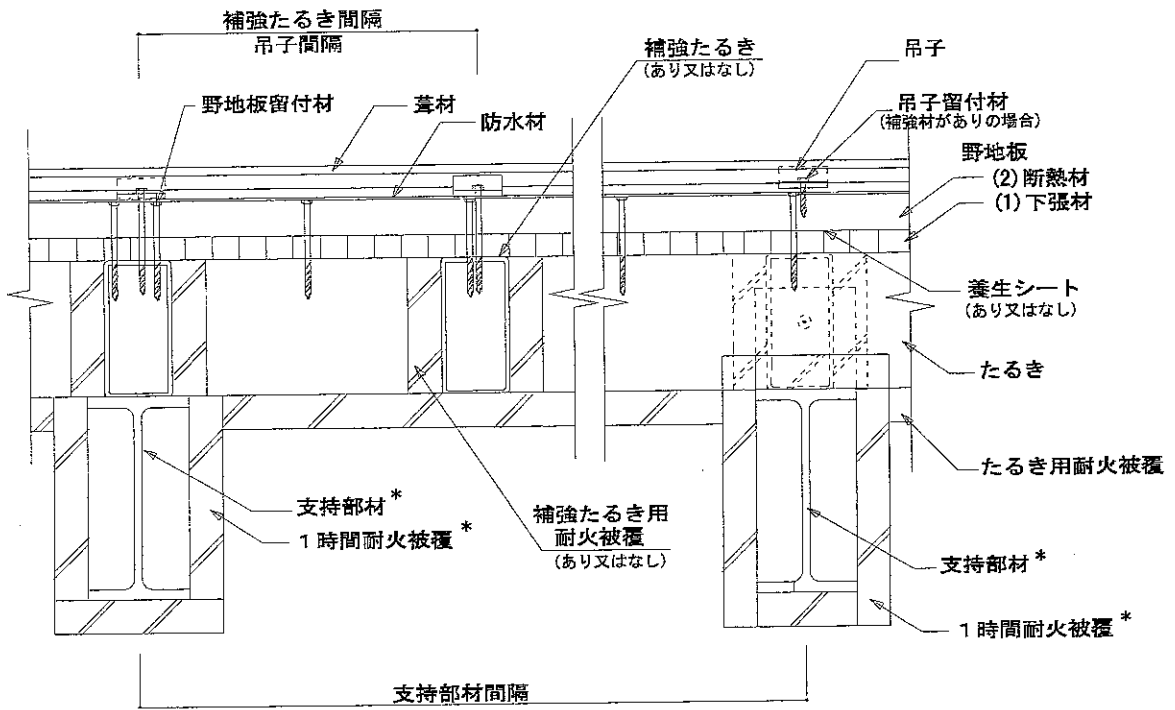 補強たるき間隔
吊子間隔
補強たるき
(あり又はなし)
吊子
野地板留付材
葺材
防水材
吊子留付材
(補強材がありの場合)
野地板
(2)断熱材
(1)下張材
養生シート
(あり又はなし)
たるき
たるき用耐火被覆
支持部材*
1時間耐火被覆*
補強たるき用
耐火被覆
(あり又はなし)
支持部材*
1時間耐火被覆*
支持部材間隔